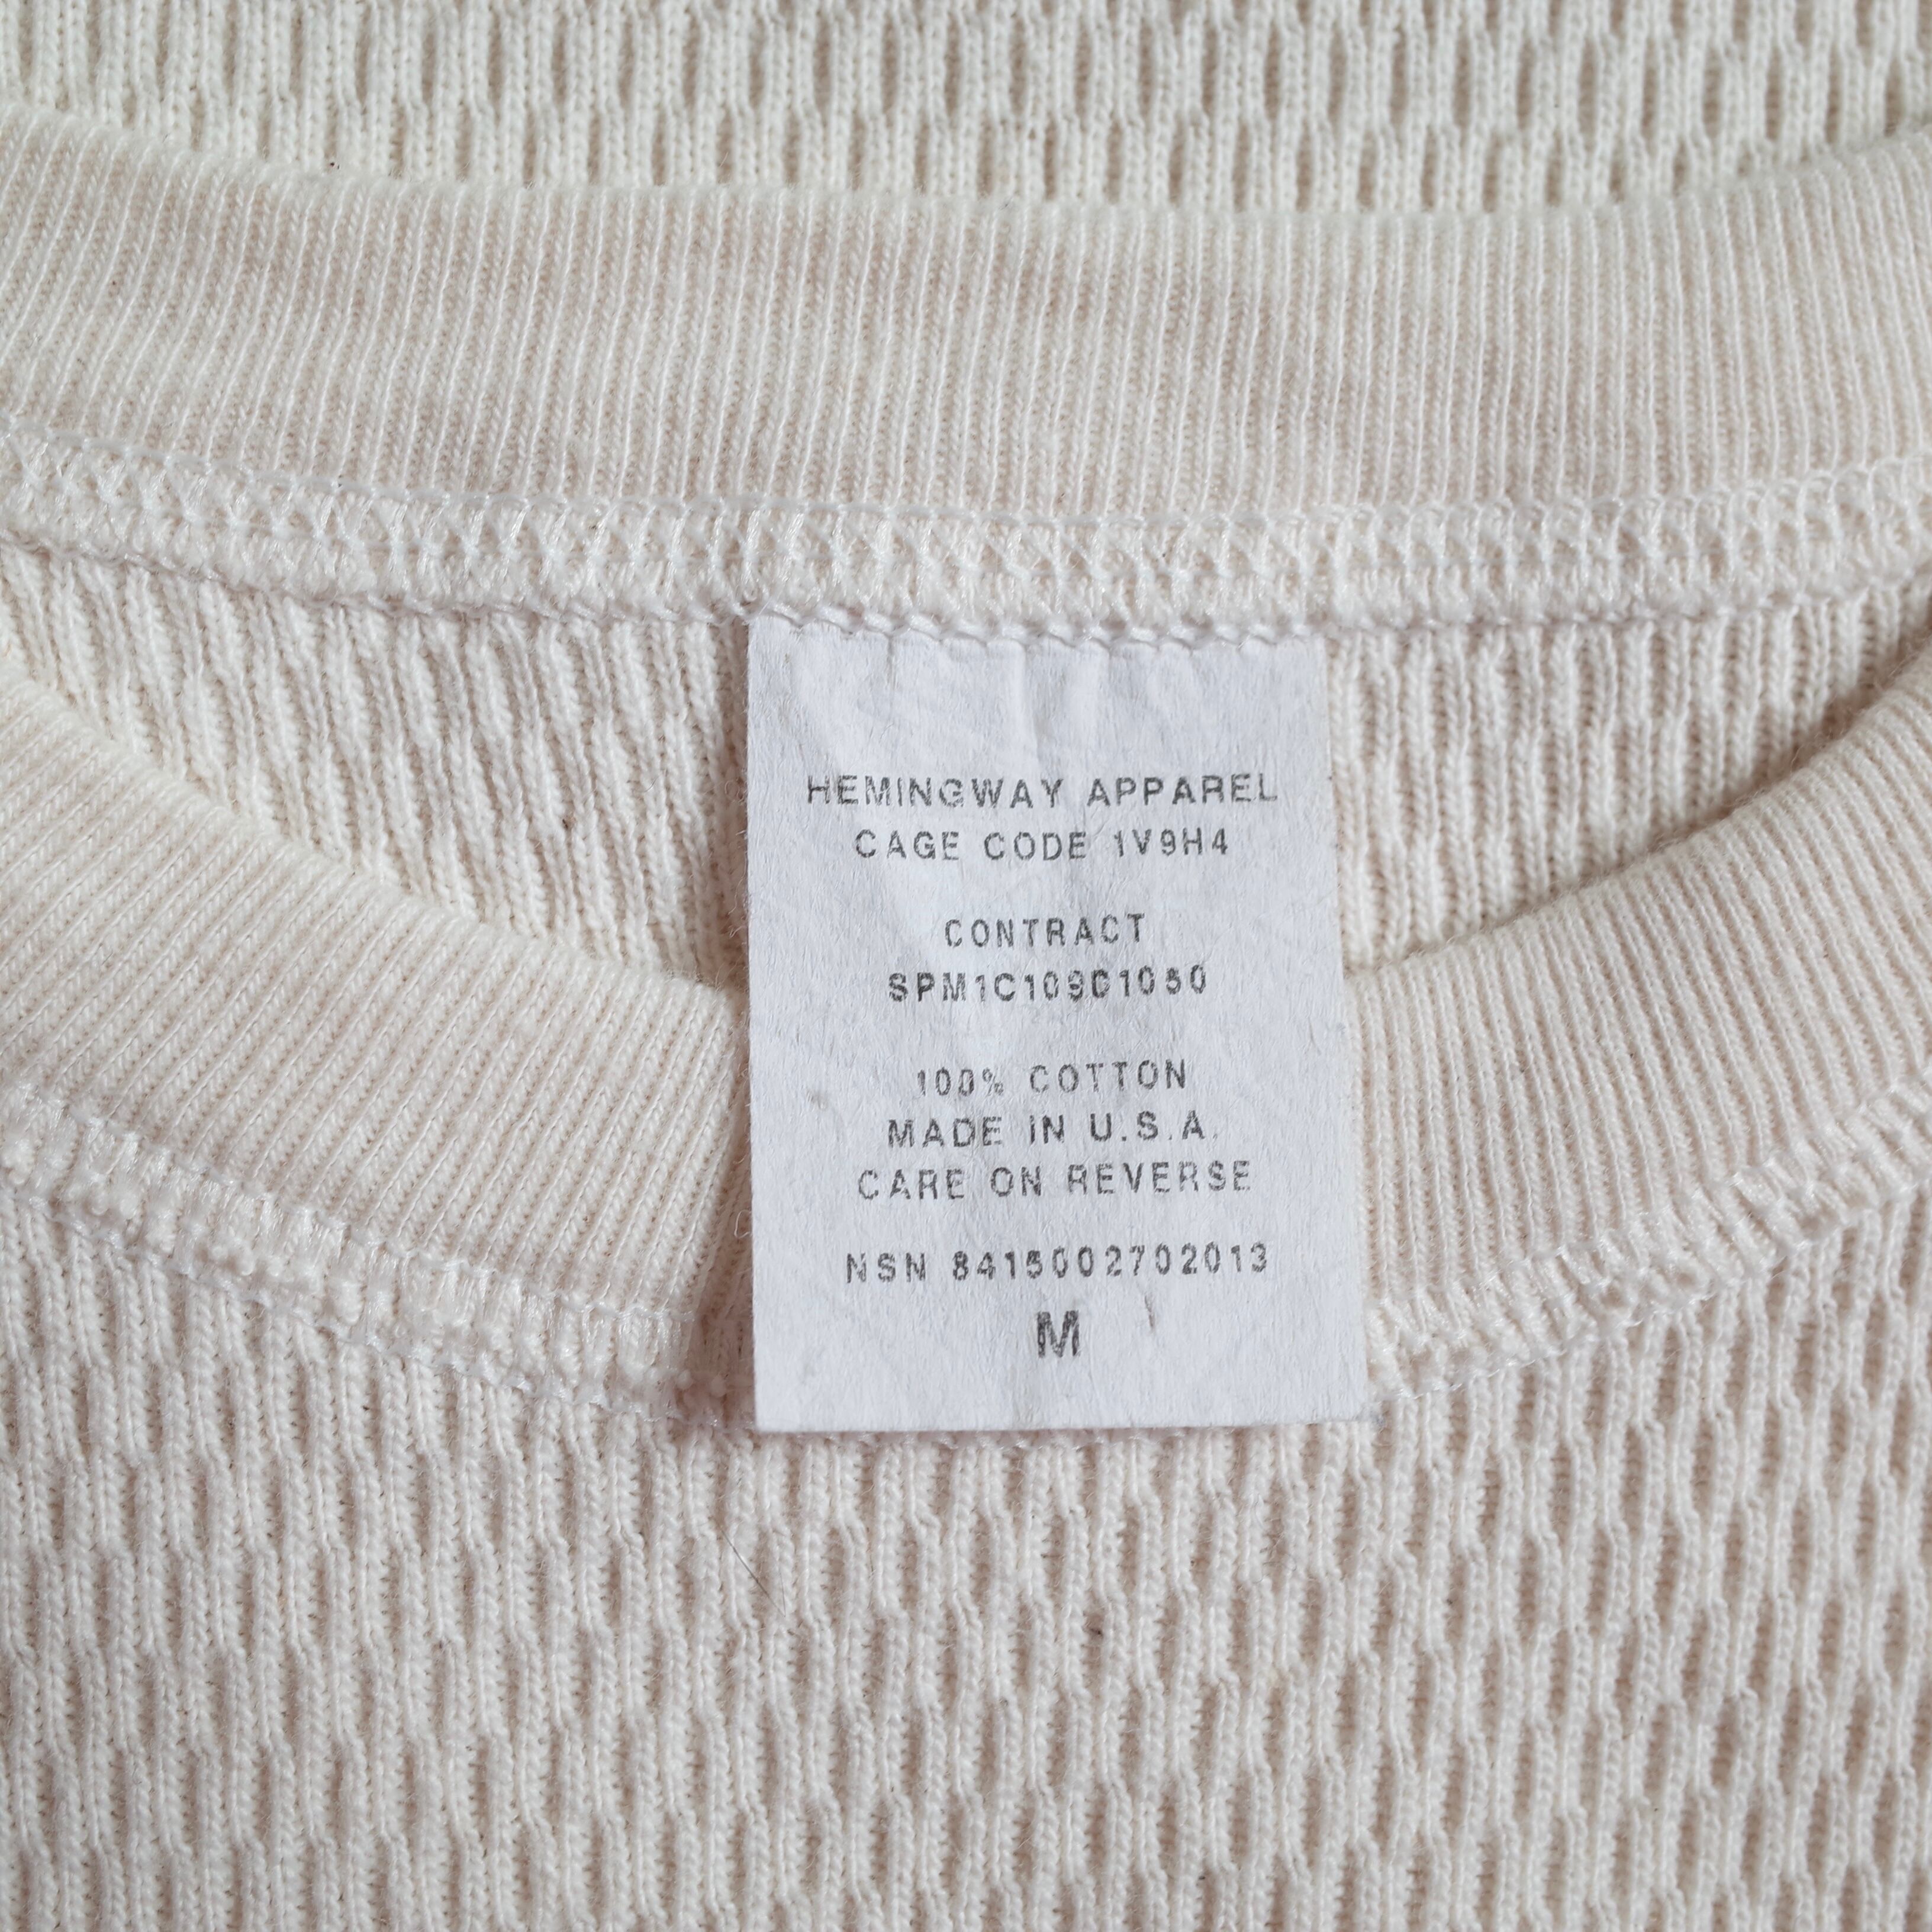 HEMINGWAY APPAREL
CAGE CODE 1V9H4
CONTRACT
SPM1C109D1050
100% COTTON
MADE IN U.S.A.
CARE ON REVERSE
NSN 8415002702013
M